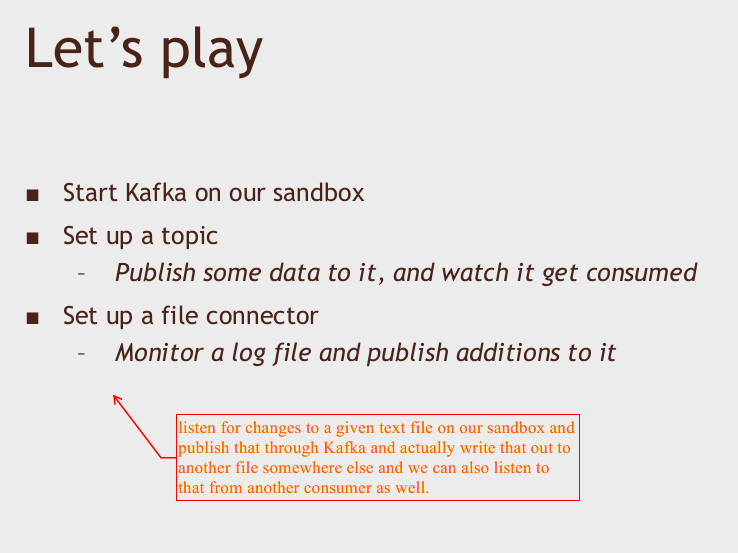 Let’s play
■ Start Kafka on our sandbox
■ Set up a topic
– Publish some data to it, and watch it get consumed
■ Set up a file connector
– Monitor a log file and publish additions to it
listen for changes to a given text file on our sandbox and
publish that through Kafka and actually write that out to
another file somewhere else and we can also listen to
that from another consumer as well.